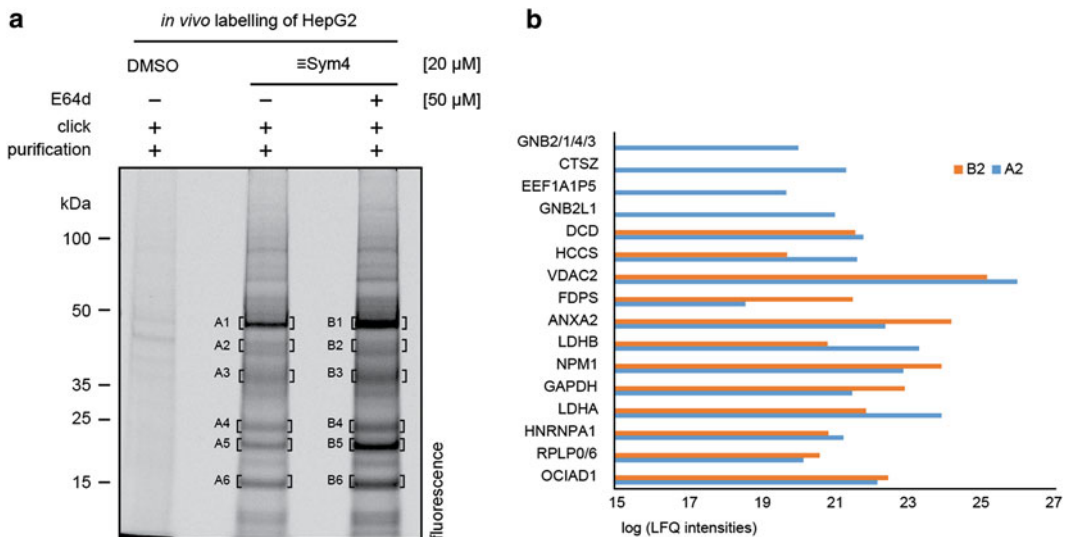 a
in vivo labelling of HepG2
DMSO
≡Sym4
[20 μM]
E64d − − + [50 μM]
click + + +
purification + + +
kDa
100
50
35
25
15
A1
A2
A3
A4
A5
A6
B1
B2
B3
B4
B5
B6
fluorescence
b
GNB2/1/4/3
CTSZ
EEF1A1P5
GNB2L1
DCD
HCCS
VDAC2
FDPS
ANXA2
LDHB
NPM1
GAPDH
LDHA
HNRNPA1
RPLP0/6
OCIAD1
B2 A2
15 17 19 21 23 25 27
log (LFQ intensities)